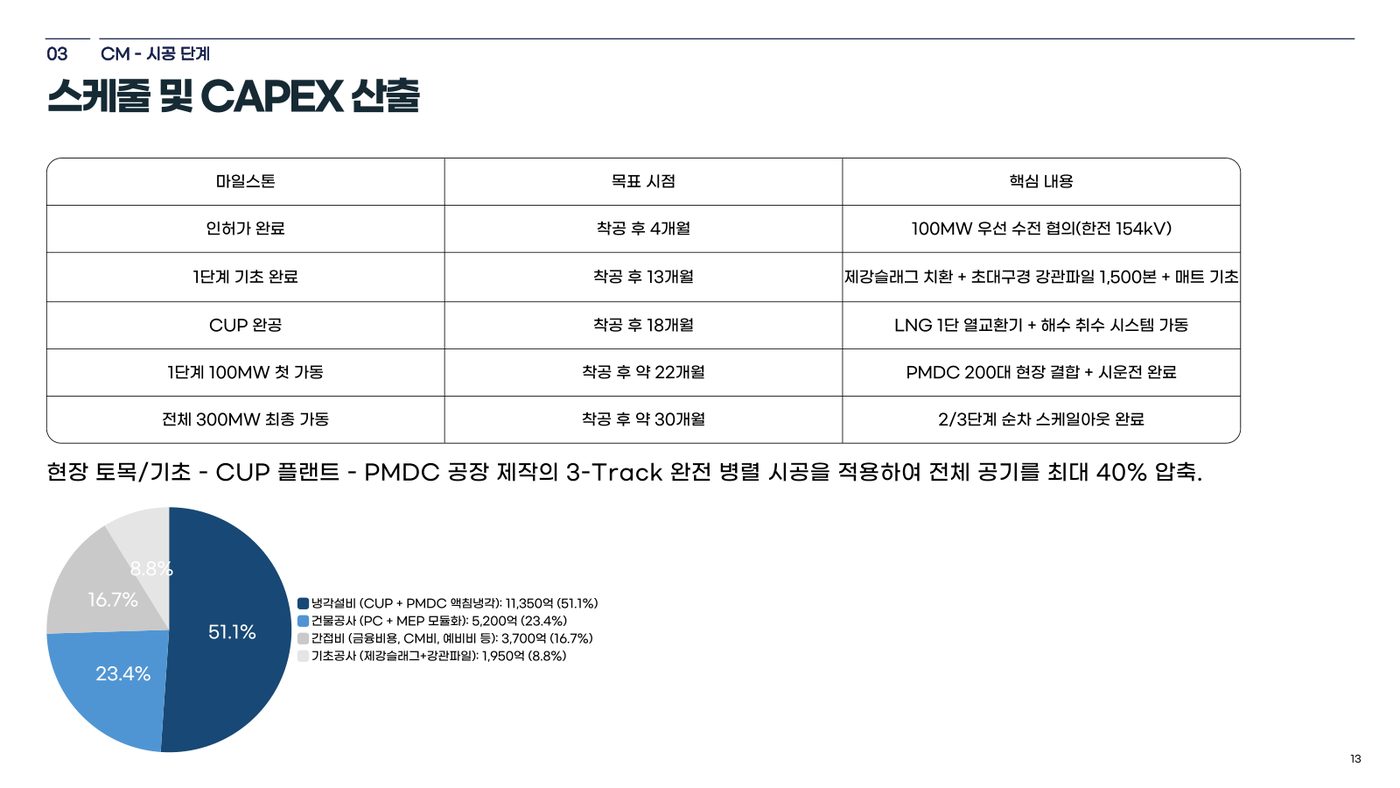 03 CM - 시공 단계
스케줄 및 CAPEX 산출
마일스톤 목표 시점 핵심 내용
인허가 완료 착공 후 4개월 100MW 우선 수전 협의(한전 154kV)
1단계 기초 완료 착공 후 13개월 제강슬래그 치환 + 초대구경 강관파일 1,500본 + 매트 기초
CUP 완공 착공 후 18개월 LNG 1단 열교환기 + 해수 취수 시스템 가동
1단계 100MW 첫 가동 착공 후 약 22개월 PMDC 200대 현장 결합 + 시운전 완료
전체 300MW 최종 가동 착공 후 약 30개월 2/3단계 순차 스케일아웃 완료
현장 토목/기초 - CUP 플랜트 - PMDC 공장 제작의 3-Track 완전 병렬 시공을 적용하여 전체 공기를 최대 40% 압축.
8.8%
16.7%
51.1%
23.4%
냉각설비 (CUP + PMDC 액침냉각): 11,350억 (51.1%)
건물공사 (PC + MEP 모듈화): 5,200억 (23.4%)
간접비 (금융비용, CM비, 예비비 등): 3,700억 (16.7%)
기초공사 (제강슬래그+강관파일): 1,950억 (8.8%)
13